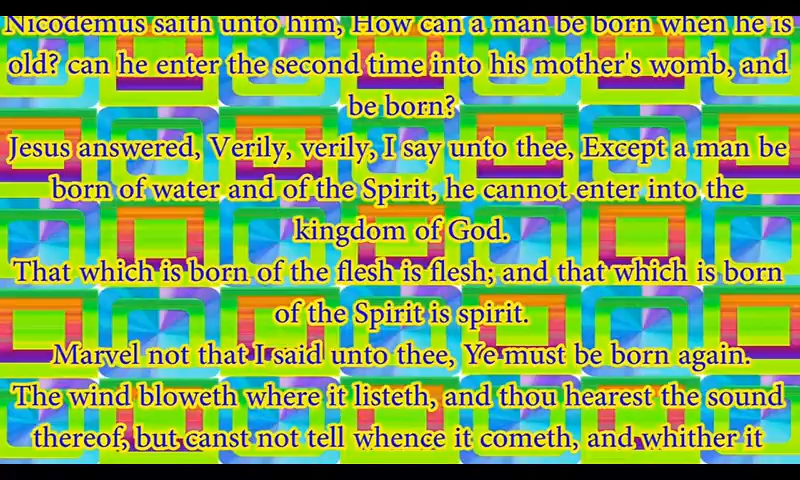 Nicodemus saith unto him, How can a man be born when he is
old? can he enter the second time into his mother's womb, and
be born?
Jesus answered, Verily, verily, I say unto thee, Except a man be
born of water and of the Spirit, he cannot enter into the
kingdom of God.
That which is born of the flesh is flesh; and that which is born
of the Spirit is spirit.
Marvel not that I said unto thee, Ye must be born again.
The wind bloweth where it listeth, and thou hearest the sound
thereof, but canst not tell whence it cometh, and whither it